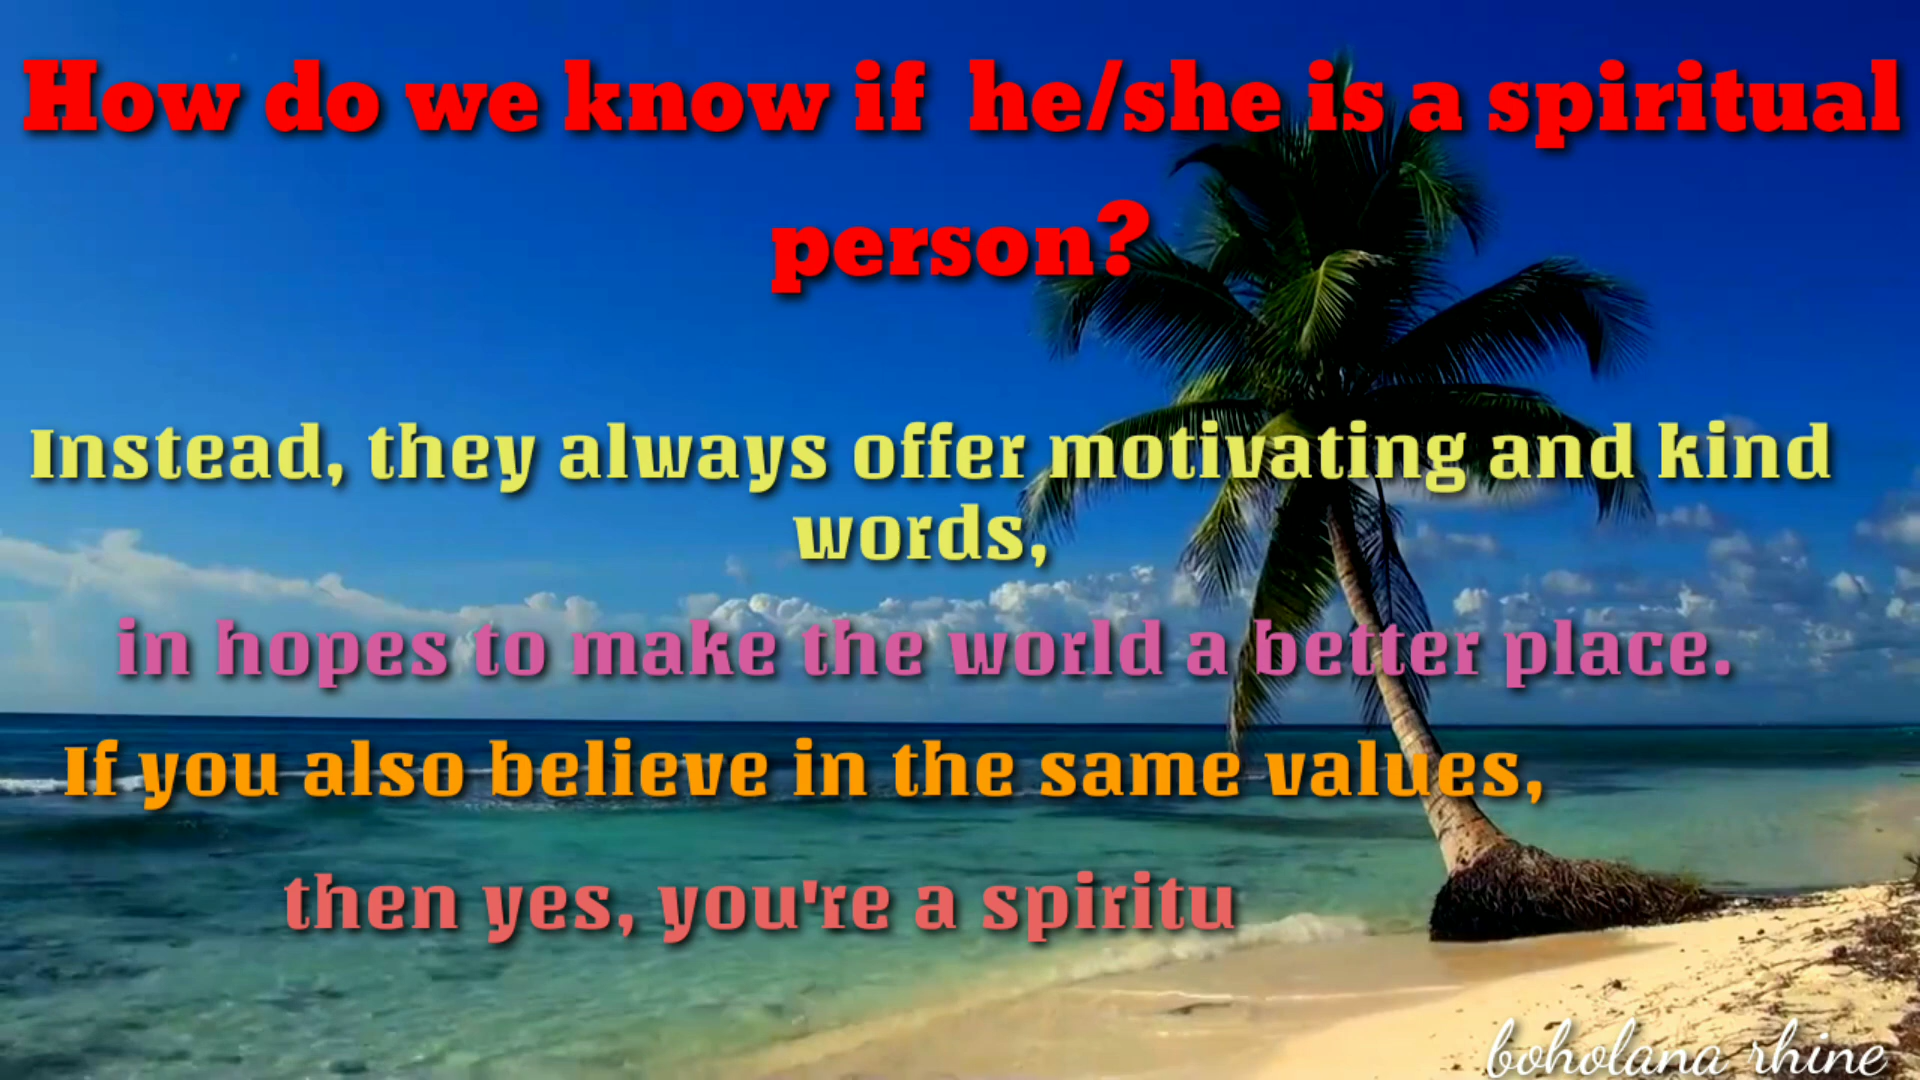 How do we know if he/she is a spiritual
person?
Instead, they always offer motivating and kind
words,
in hopes to make the world a better place.
If you also believe in the same values,
then yes, you're a spiritu
boholana rhine